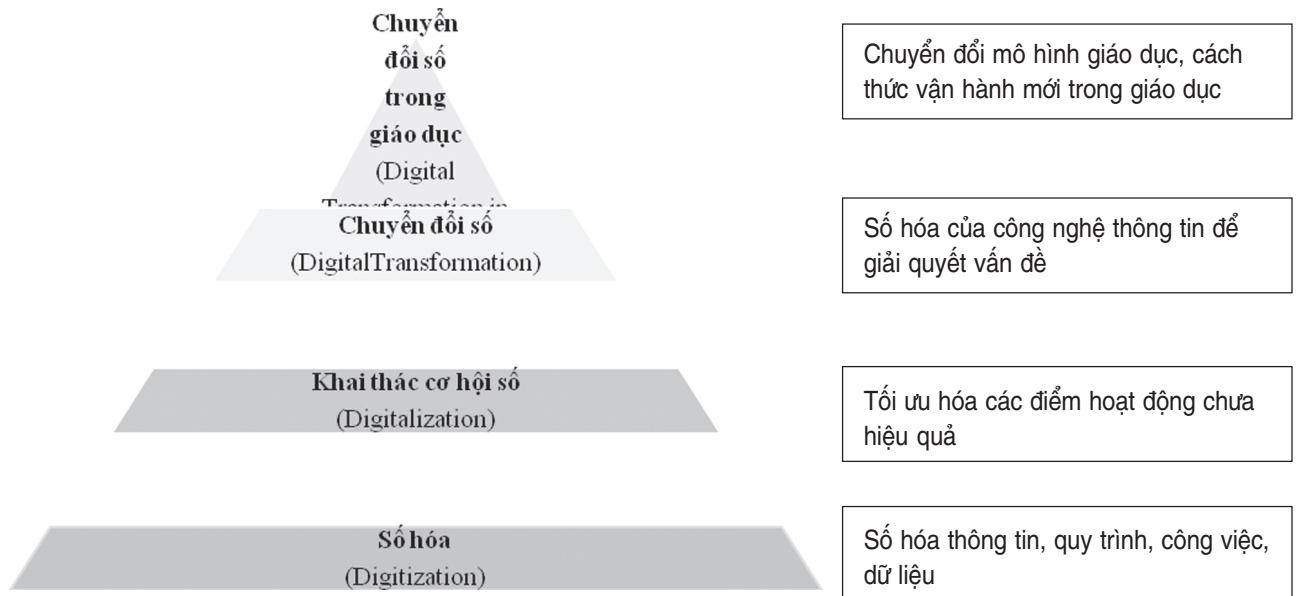 Chuyển
đổi số
trong
giáo dục
(Digital
Transformation in
Chuyển đổi mô hình giáo dục, cách
thức vận hành mới trong giáo dục
Chuyển đổi số
(DigitalTransformation)
Số hóa của công nghệ thông tin để
giải quyết vấn đề
Khai thác cơ hội số
(Digitalization)
Tối ưu hóa các điểm hoạt động chưa
hiệu quả
Số hóa
(Digitization)
Số hóa thông tin, quy trình, công việc,
dữ liệu